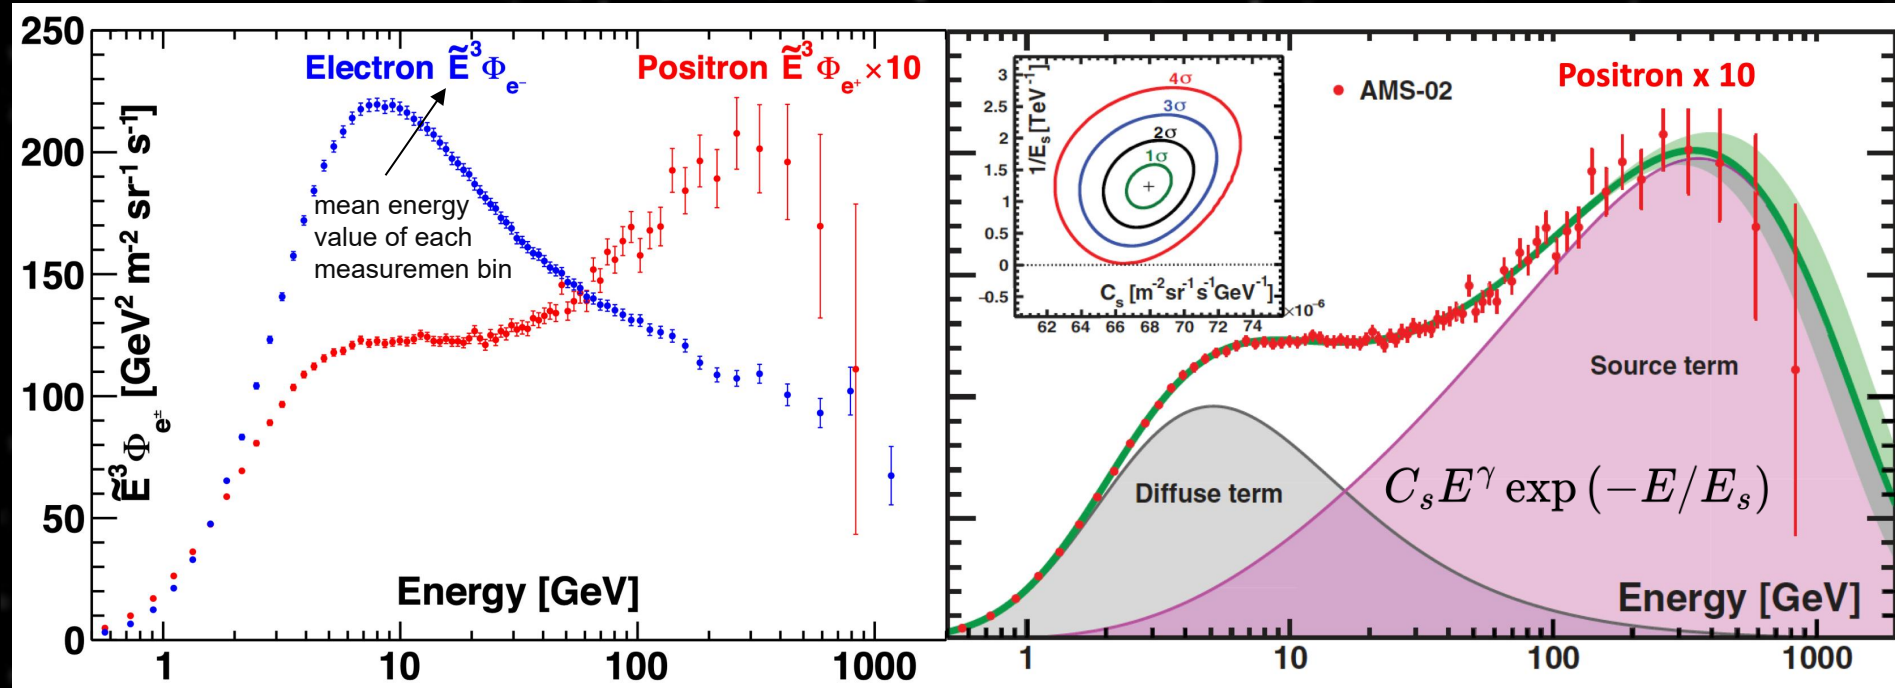 250
200
150
100
50
0
Ẽ³Φe± [GeV² m⁻² sr⁻¹ s⁻¹]
Electron Ẽ³Φe⁻
Positron Ẽ³Φe⁺×10
mean energy
value of each
measuremen bin
Energy [GeV]
1 10 100 1000
3
2.5
2
1.5
1
0.5
0
−0.5
1/Es [TeV⁻¹]
4σ
3σ
2σ
1σ
Cs [m⁻²sr⁻¹s⁻¹GeV⁻¹]
×10⁻⁶
62 64 66 68 70 72 74
AMS-02
Positron x 10
Source term
Diffuse term
CsE^γ exp (−E/Es)
Energy [GeV]
1 10 100 1000